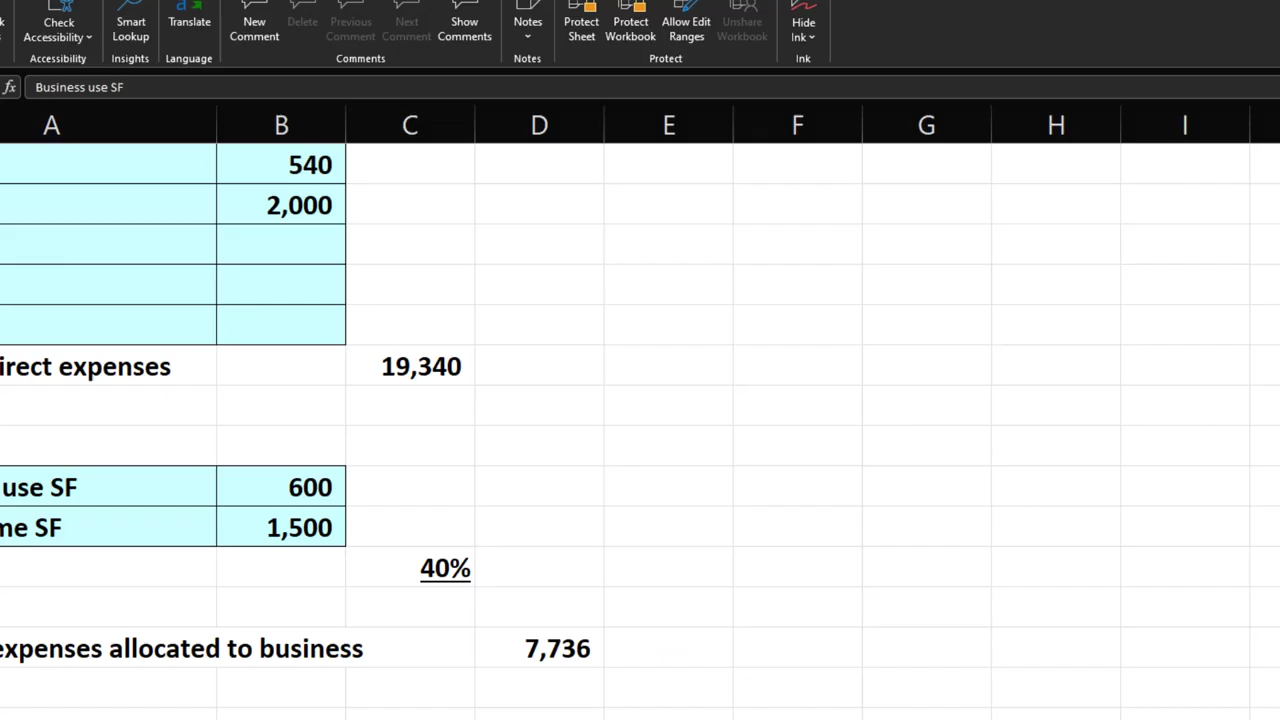 Check Accessibility
Smart Lookup
Translate
New Comment
Delete
Previous Comment
Next Comment
Show Comments
Notes
Protect Sheet
Protect Workbook
Allow Edit Ranges
Unshare Workbook
Hide Ink
Accessibility
Insights
Language
Comments
Notes
Protect
Ink
fx Business use SF
A B C D E F G H I
540
2,000
irect expenses 19,340
use SF 600
me SF 1,500
40%
expenses allocated to business 7,736